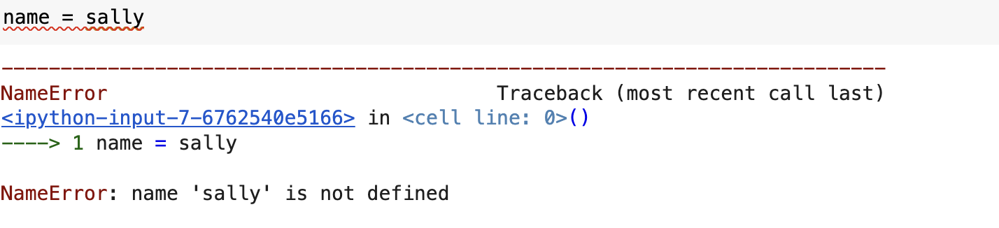 name = sally
---------------------------------------------------------------------------
NameError                                 Traceback (most recent call last)
<ipython-input-7-6762540e5166> in <cell line: 0>()
----> 1 name = sally

NameError: name 'sally' is not defined